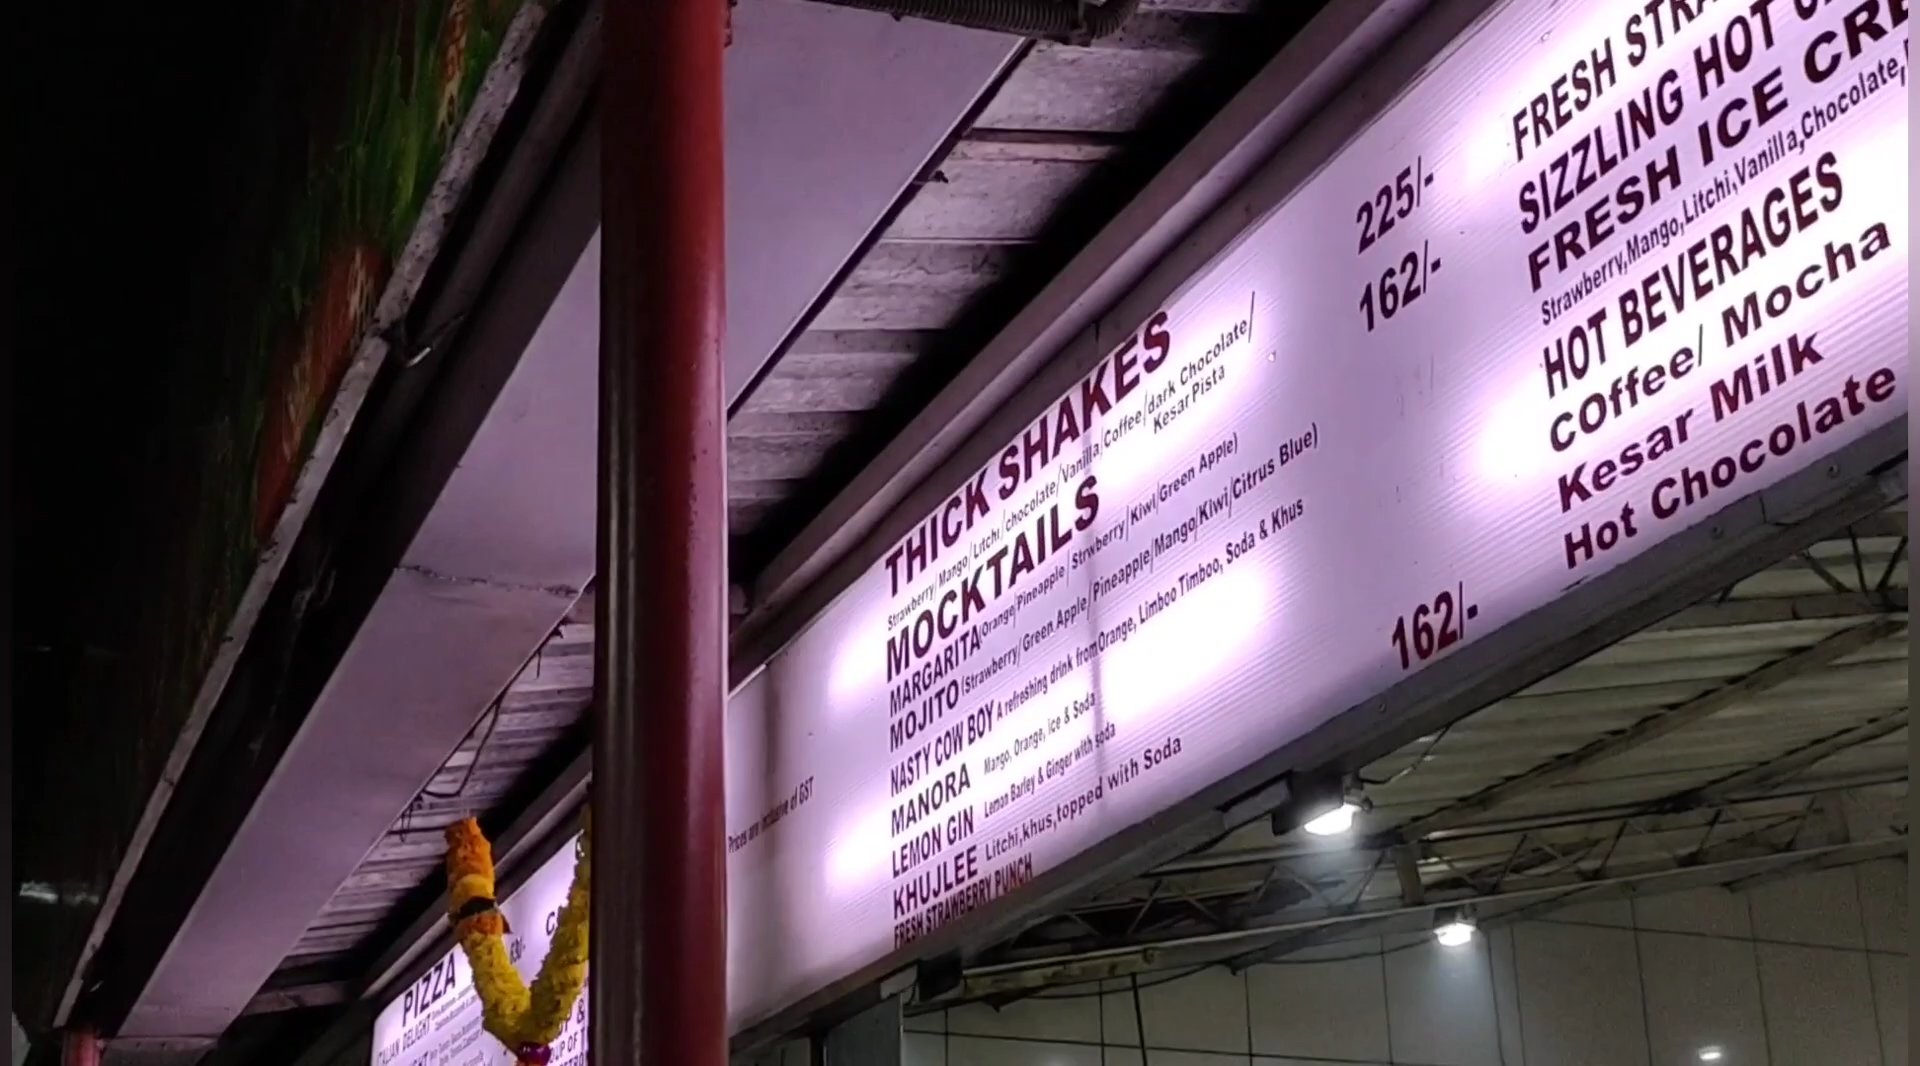 PIZZA
DELIGHT
Prices are inclusive of GST
THICK SHAKES
Strawberry/Mango/Litchi/chocolate/Vanilla/Coffee/dark Chocolate/
Kesar Pista
MOCKTAILS
MARGARITA(Orange/Pineapple/Strwberry/Kiwi/Green Apple)
MOJITO (Strawberry/Green Apple/Pineapple/Mango/Kiwi/Citrus Blue)
NASTY COW BOY A refreshing drink from Orange, Limboo Timboo, Soda & Khus
MANORA Mango, Orange, ice & Soda
LEMON GIN Lemon Barley & Ginger with soda
KHUJLEE Litchi,khus,topped with Soda
FRESH STRAWBERRY PUNCH
225/-
162/-
162/-
FRESH
SIZZLING HOT
FRESH ICE
Strawberry,Mango,Litchi,Vanilla,Chocolate,
HOT BEVERAGES
COffee/ Mocha
Kesar Milk
Hot Chocolate